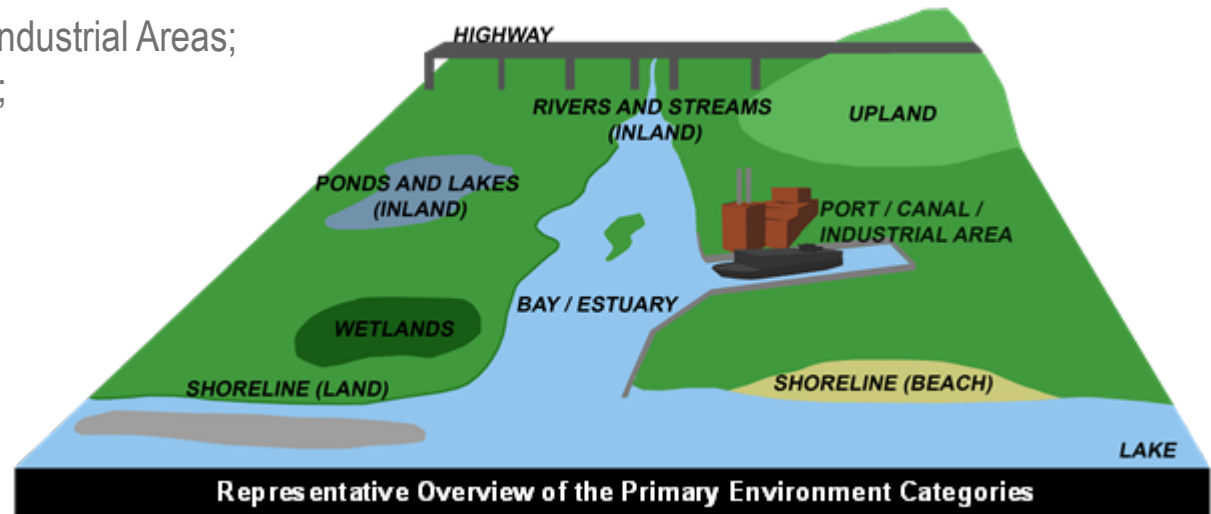 ndustrial Areas;
;
HIGHWAY
RIVERS AND STREAMS
(INLAND)
UPLAND
PONDS AND LAKES
(INLAND)
PORT / CANAL /
INDUSTRIAL AREA
BAY / ESTUARY
WETLANDS
SHORELINE (LAND)
SHORELINE (BEACH)
LAKE
Representative Overview of the Primary Environment Categories